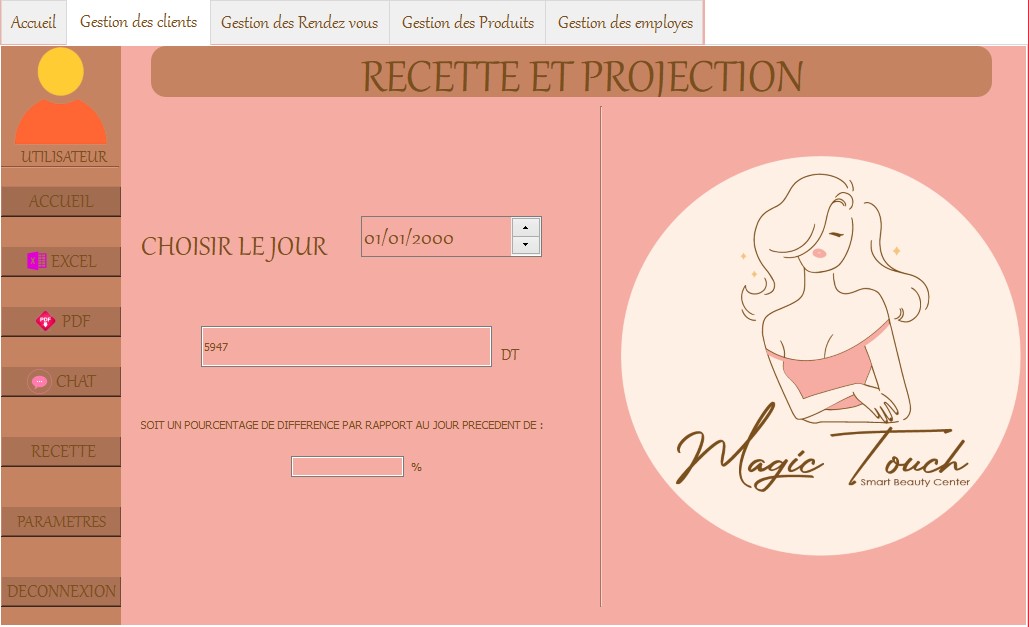 Accueil
Gestion des clients
Gestion des Rendez vous
Gestion des Produits
Gestion des employes
RECETTE ET PROJECTION
UTILISATEUR
ACCUEIL
EXCEL
PDF
PDF
CHAT
RECETTE
PARAMETRES
DECONNEXION
CHOISIR LE JOUR
01/01/2000
5947
DT
SOIT UN POURCENTAGE DE DIFFERENCE PAR RAPPORT AU JOUR PRECEDENT DE :
%
Magic Touch
Smart Beauty Center